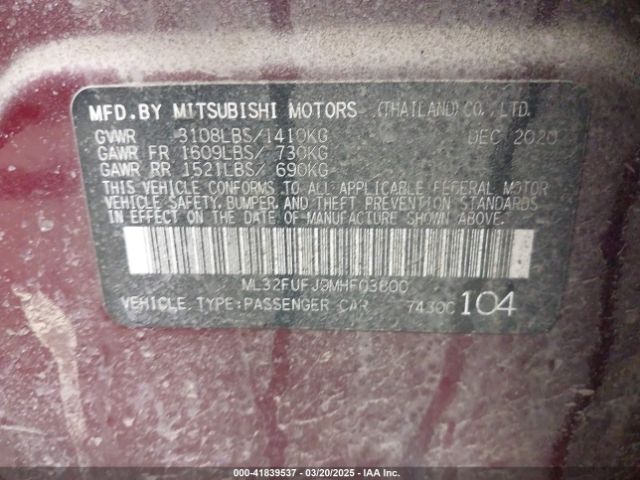 MFD.BY MITSUBISHI MOTORS (THAILAND)CO.,LTD.
GVWR 3108LBS/1410KG DEC 2020
GAWR FR 1609LBS/ 730KG
GAWR RR 1521LBS/ 690KG
THIS VEHICLE CONFORMS TO ALL APPLICABLE FEDERAL MOTOR
VEHICLE SAFETY, BUMPER, AND THEFT PREVENTION STANDARDS
IN EFFECT ON THE DATE OF MANUFACTURE SHOWN ABOVE.
ML32FUFJ9MHF03800
VEHICLE TYPE:PASSENGER CAR 7430C 104
000-41839537 - 03/20/2025 - IAA Inc.